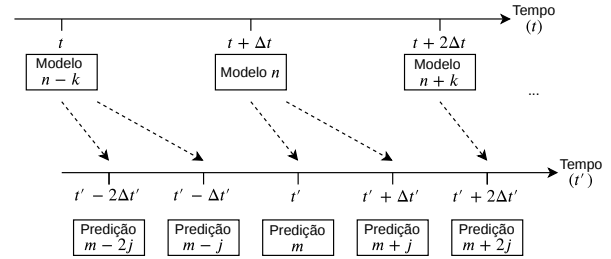 Tempo
(t)
t t + Δt t + 2Δt
Modelo
n − k
Modelo n
Modelo
n + k
...
Tempo
(t′)
t′ − 2Δt′ t′ − Δt′ t′ t′ + Δt′ t′ + 2Δt′
Predição
m − 2j
Predição
m − j
Predição
m
Predição
m + j
Predição
m + 2j